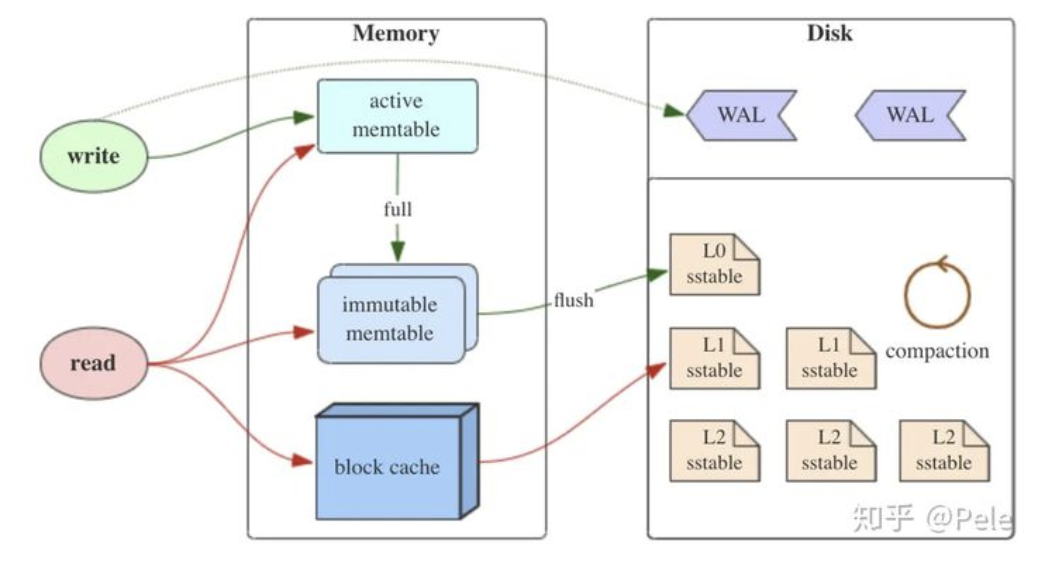 Memory
Disk
active
memtable
WAL
WAL
write
full
L0
sstable
immutable
memtable
flush
L1
sstable
L1
sstable
compaction
read
block cache
L2
sstable
L2
sstable
L2
sstable
知乎 @Pele